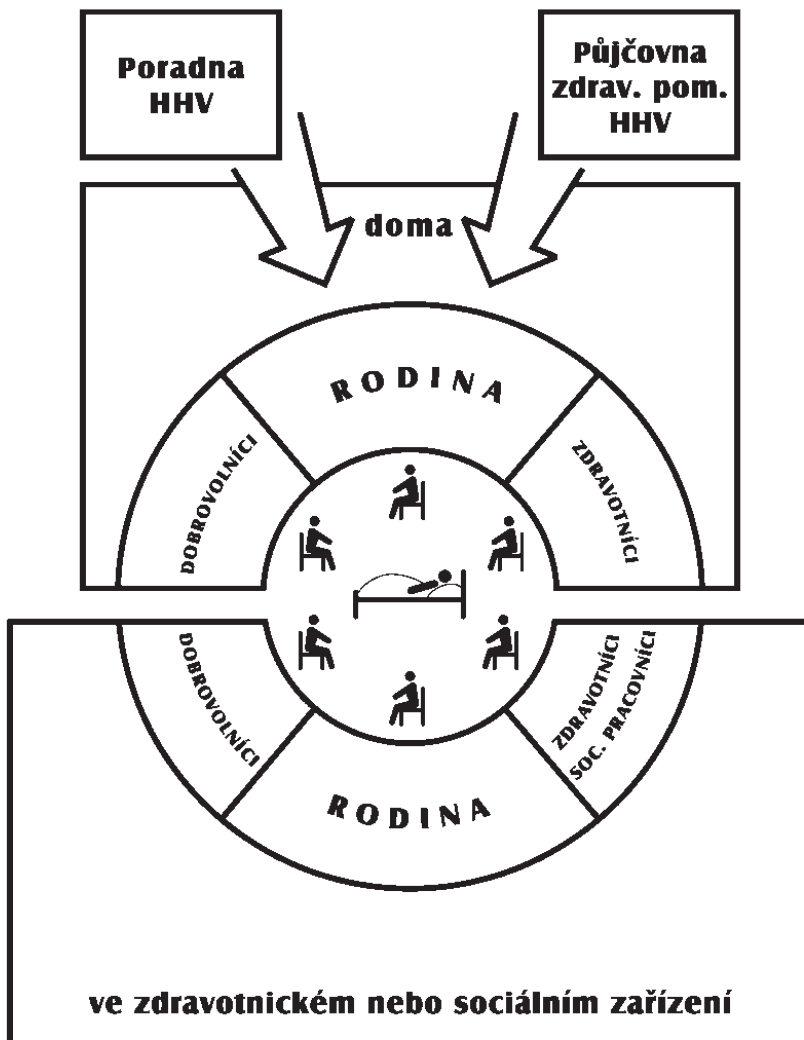 Poradna
HHV
Půjčovna
zdrav. pom.
HHV
doma
RODINA
DOBROVOLNÍCI
ZDRAVOTNÍCI
DOBROVOLNÍCI
ZDRAVOTNÍCI
SOC. PRACOVNÍCI
RODINA
ve zdravotnickém nebo sociálním zařízení